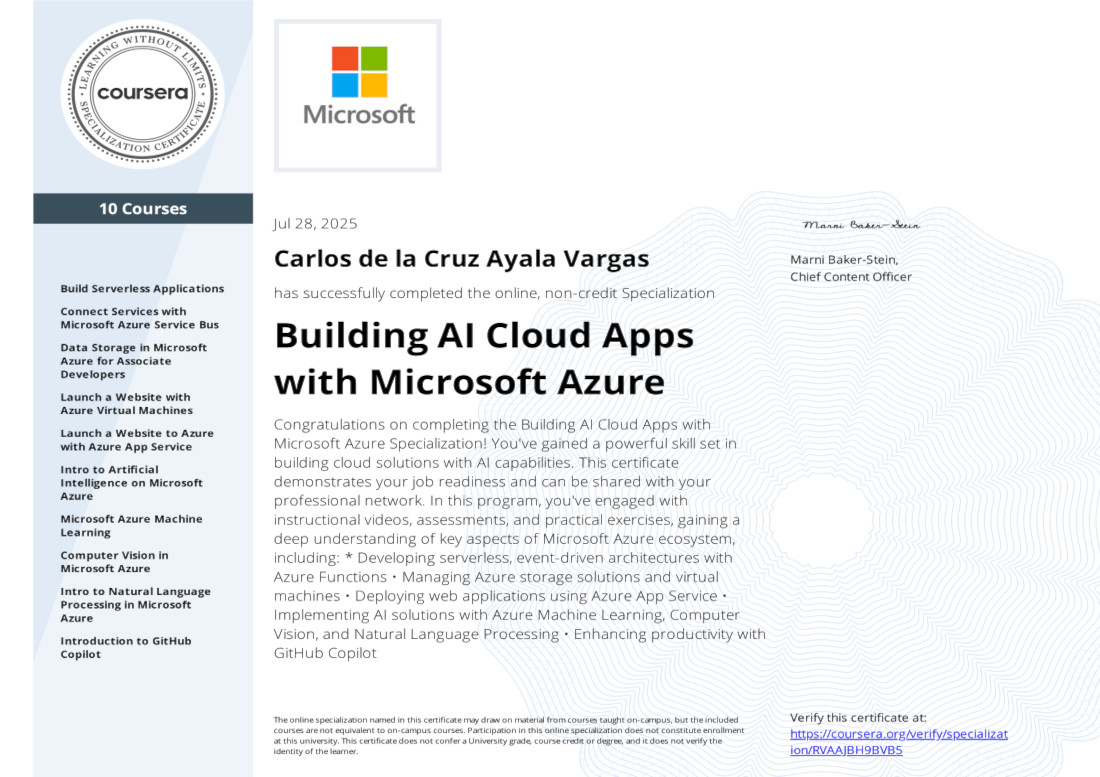 LEARNING WITHOUT LIMITS
coursera
SPECIALIZATION CERTIFICATE
10 Courses
Build Serverless Applications
Connect Services with
Microsoft Azure Service Bus
Data Storage in Microsoft
Azure for Associate
Developers
Launch a Website with
Azure Virtual Machines
Launch a Website to Azure
with Azure App Service
Intro to Artificial
Intelligence on Microsoft
Azure
Microsoft Azure Machine
Learning
Computer Vision in
Microsoft Azure
Intro to Natural Language
Processing in Microsoft
Azure
Introduction to GitHub
Copilot
Microsoft
Jul 28, 2025
Carlos de la Cruz Ayala Vargas
has successfully completed the online, non-credit Specialization
Building AI Cloud Apps
with Microsoft Azure
Congratulations on completing the Building AI Cloud Apps with
Microsoft Azure Specialization! You've gained a powerful skill set in
building cloud solutions with AI capabilities. This certificate
demonstrates your job readiness and can be shared with your
professional network. In this program, you've engaged with
instructional videos, assessments, and practical exercises, gaining a
deep understanding of key aspects of Microsoft Azure ecosystem,
including: * Developing serverless, event-driven architectures with
Azure Functions • Managing Azure storage solutions and virtual
machines • Deploying web applications using Azure App Service •
Implementing AI solutions with Azure Machine Learning, Computer
Vision, and Natural Language Processing • Enhancing productivity with
GitHub Copilot
Marni Baker-Stein
Marni Baker-Stein,
Chief Content Officer
The online specialization named in this certificate may draw on material from courses taught on-campus, but the included
courses are not equivalent to on-campus courses. Participation in this online specialization does not constitute enrollment
at this university. This certificate does not confer a University grade, course credit or degree, and it does not verify the
identity of the learner.
Verify this certificate at:
https://coursera.org/verify/specializat
ion/RVAAJBH9BVB5